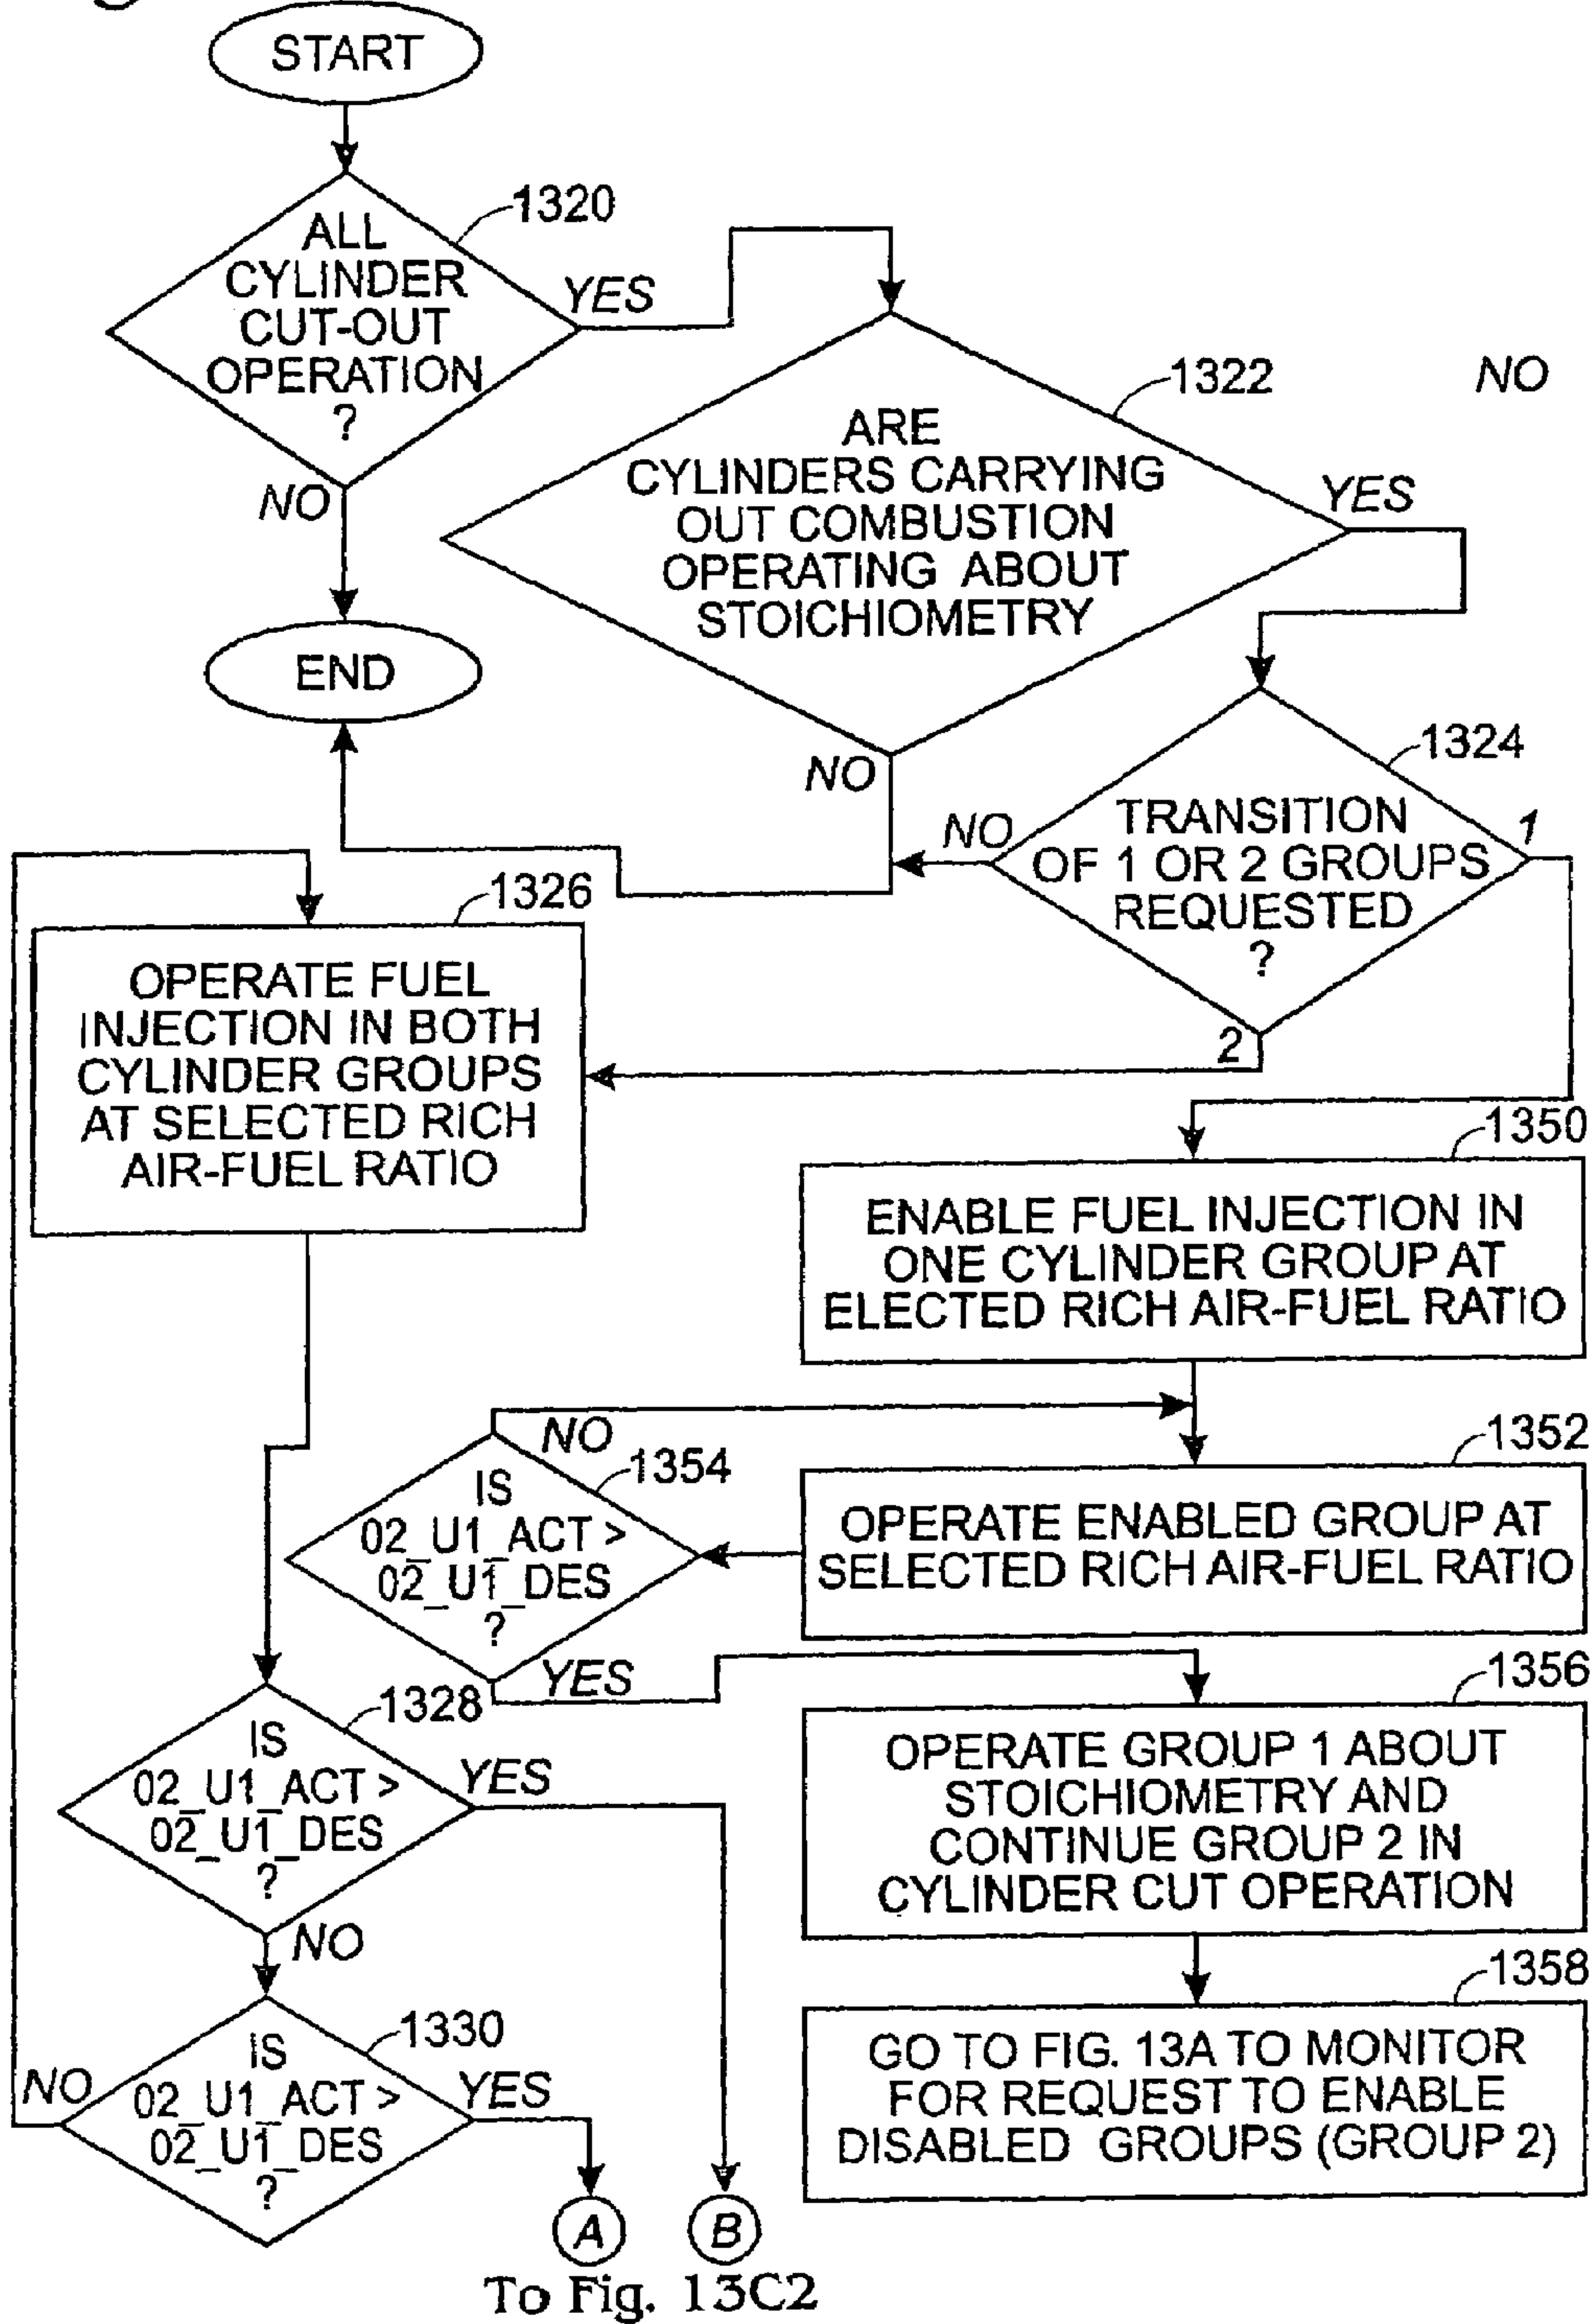 START
1320
ALL
CYLINDER
CUT-OUT
OPERATION
?
YES
NO
1322
NO
ARE
CYLINDERS CARRYING
OUT COMBUSTION
OPERATING ABOUT
STOICHIOMETRY
YES
NO
END
1324
TRANSITION
OF 1 OR 2 GROUPS
REQUESTED
?
NO
1
2
1326
OPERATE FUEL
INJECTION IN BOTH
CYLINDER GROUPS
AT SELECTED RICH
AIR-FUEL RATIO
1350
ENABLE FUEL INJECTION IN
ONE CYLINDER GROUP AT
ELECTED RICH AIR-FUEL RATIO
1352
OPERATE ENABLED GROUP AT
SELECTED RICH AIR-FUEL RATIO
NO
1354
IS
02_U1_ACT >
02_U1_DES
?
YES
1356
OPERATE GROUP 1 ABOUT
STOICHIOMETRY AND
CONTINUE GROUP 2 IN
CYLINDER CUT OPERATION
1328
IS
02_U1_ACT >
02_U1_DES
?
YES
NO
1358
GO TO FIG. 13A TO MONITOR
FOR REQUEST TO ENABLE
DISABLED GROUPS (GROUP 2)
1330
IS
02_U1_ACT >
02_U1_DES
?
NO
YES
A
B
To Fig. 13C2